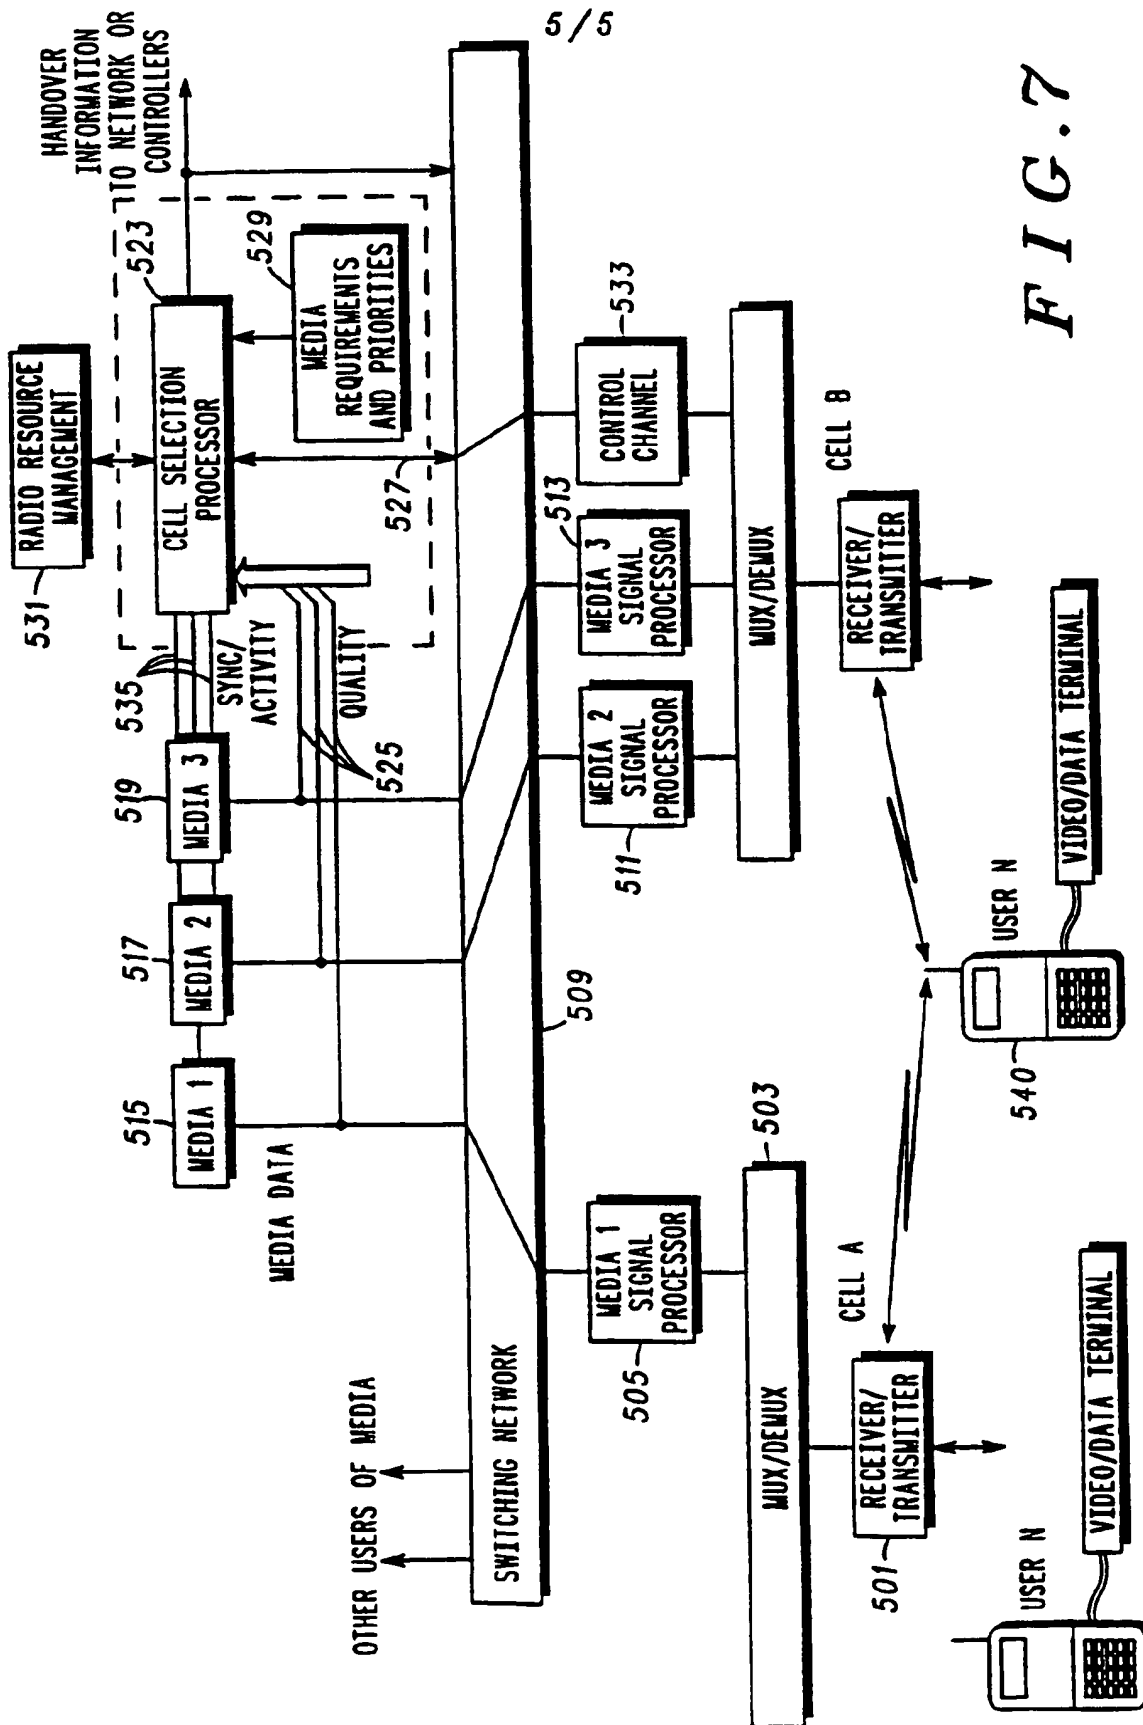 5/5
HANDOVER
INFORMATION
TO NETWORK OR
CONTROLLERS
531
RADIO RESOURCE
MANAGEMENT
523
CELL SELECTION
PROCESSOR
529
MEDIA
REQUIREMENTS
AND PRIORITIES
527
535
SYNC/
ACTIVITY
QUALITY
525
515
MEDIA 1
517
MEDIA 2
519
MEDIA 3
MEDIA DATA
OTHER USERS OF MEDIA
SWITCHING NETWORK
509
505
MEDIA 1
SIGNAL
PROCESSOR
511
MEDIA 2
SIGNAL
PROCESSOR
513
MEDIA 3
SIGNAL
PROCESSOR
533
CONTROL
CHANNEL
503
MUX/DEMUX
MUX/DEMUX
CELL A
501
RECEIVER/
TRANSMITTER
CELL B
RECEIVER/
TRANSMITTER
USER N
VIDEO/DATA TERMINAL
540
USER N
VIDEO/DATA TERMINAL
FIG.7